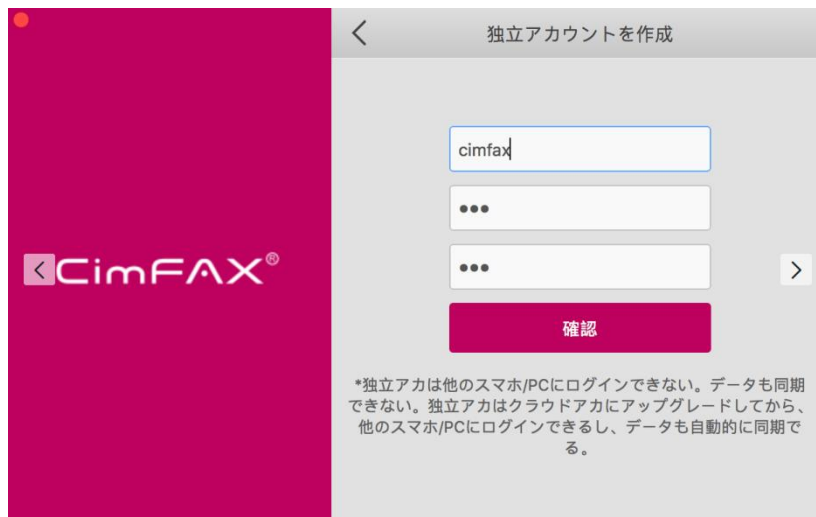 独立アカウントを作成
cimfax
•••
•••
CimFAX®
確認
*独立アカは他のスマホ/PCにログインできない。データも同期
できない。独立アカはクラウドアカにアップグレードしてから、
他のスマホ/PCにログインできるし、データも自動的に同期で
る。